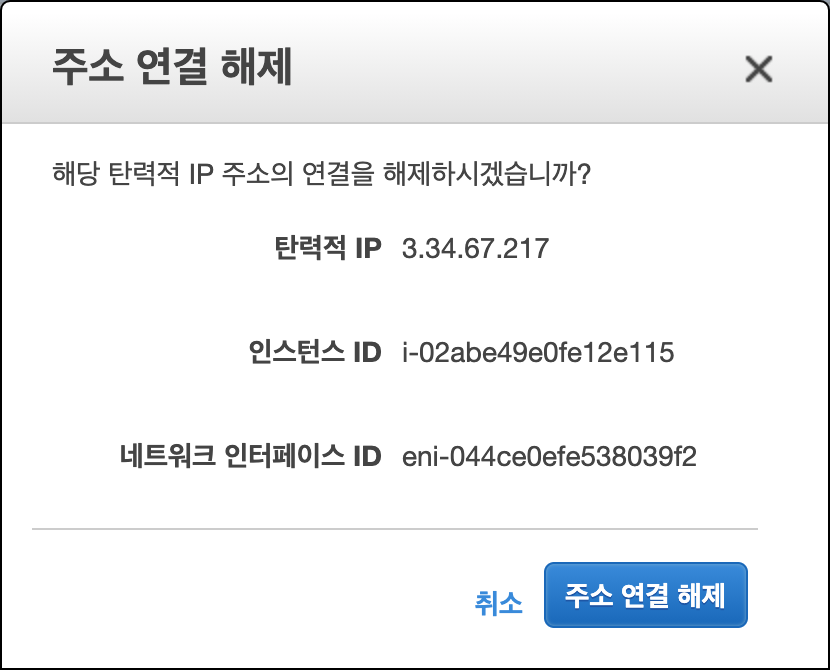 주소 연결 해제
해당 탄력적 IP 주소의 연결을 해제하시겠습니까?
탄력적 IP 3.34.67.217
인스턴스 ID i-02abe49e0fe12e115
네트워크 인터페이스 ID eni-044ce0efe538039f2
취소 주소 연결 해제